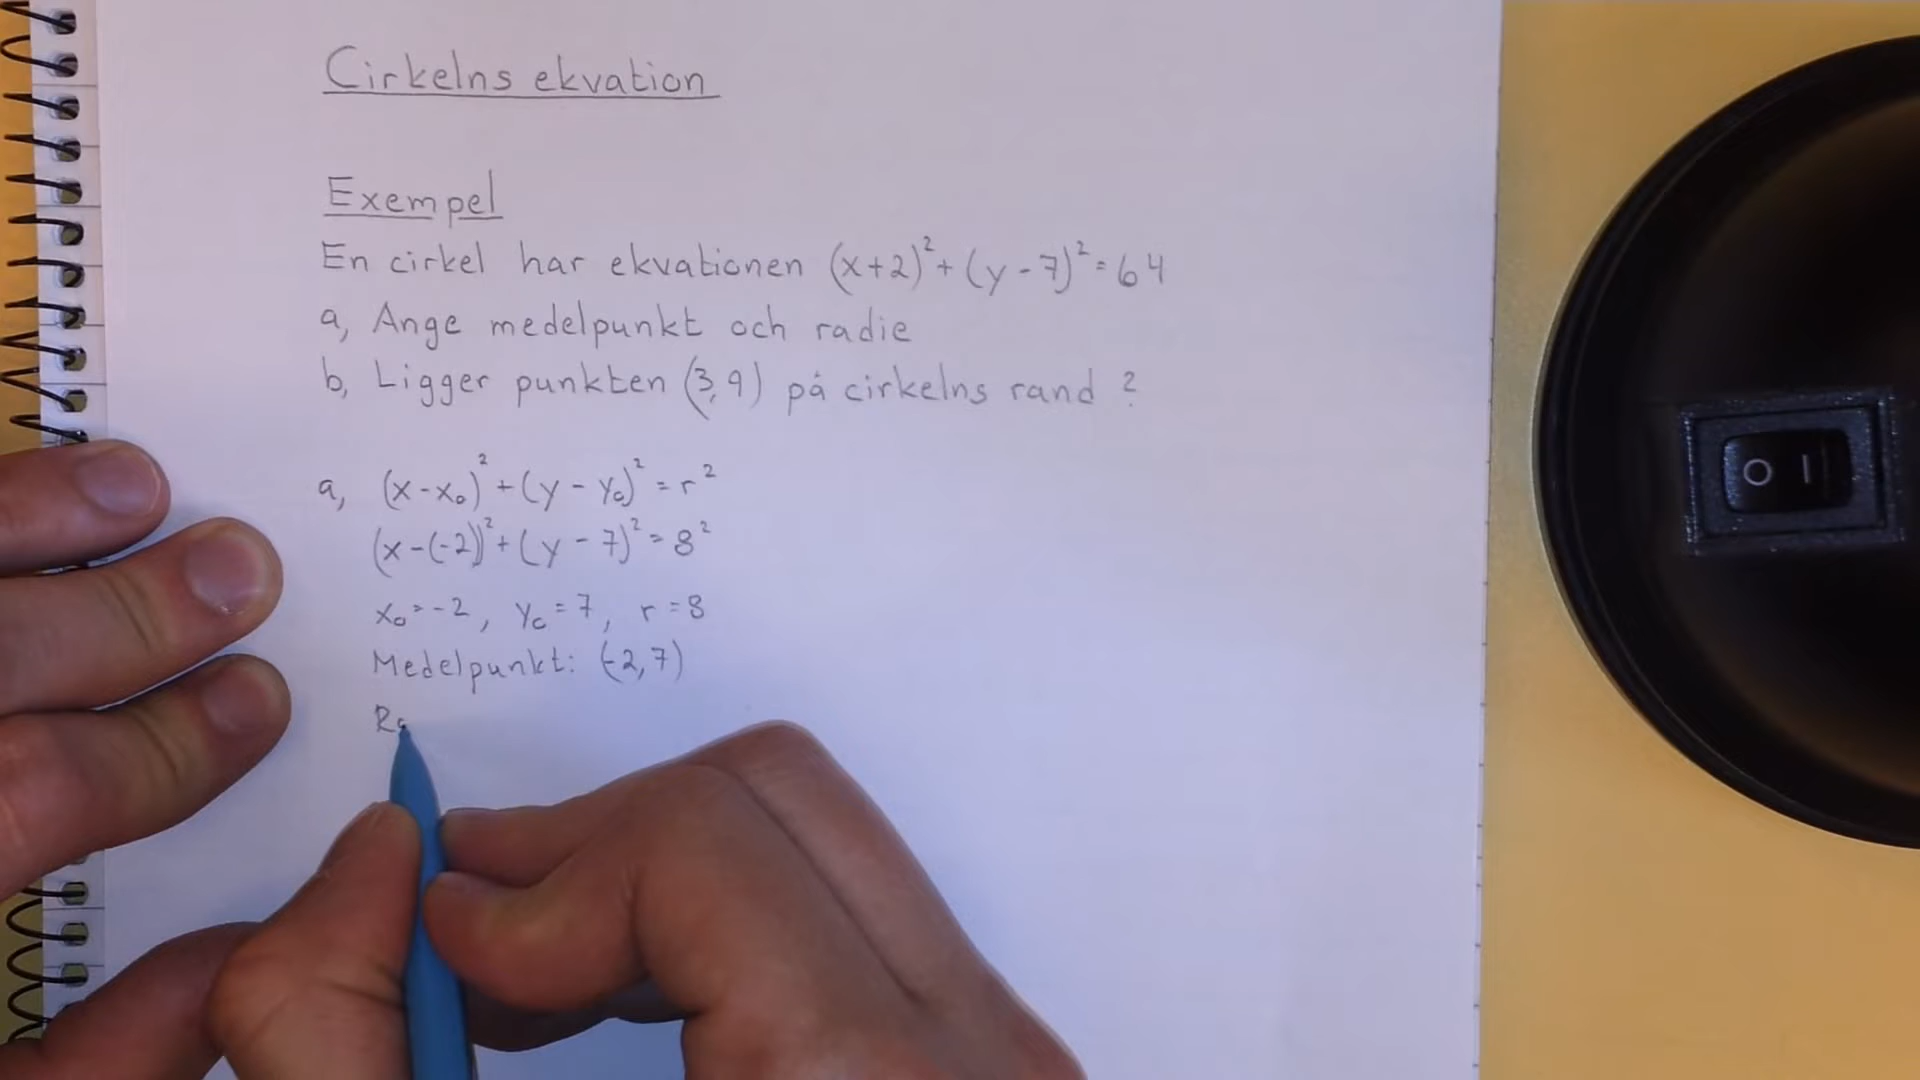 Cirkelns ekvation
Exempel
En cirkel har ekvationen (x+2)²+(y-7)²=64
a, Ange medelpunkt och radie
b, Ligger punkten (3,9) på cirkelns rand ?
a, (x-x₀)²+(y-y₀)²=r²
(x-(-2))²+(y-7)²=8²
x₀=-2, y₀=7, r=8
Medelpunkt: (-2,7)
Ra
O I